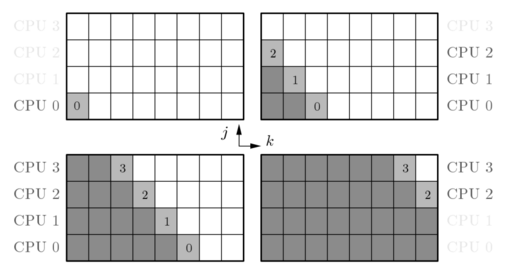 CPU 3 CPU 3
CPU 2 2 CPU 2
CPU 1 1 CPU 1
CPU 0 0 0 CPU 0
j k
CPU 3 3 3 CPU 3
CPU 2 2 2 CPU 2
CPU 1 1 CPU 1
CPU 0 0 CPU 0